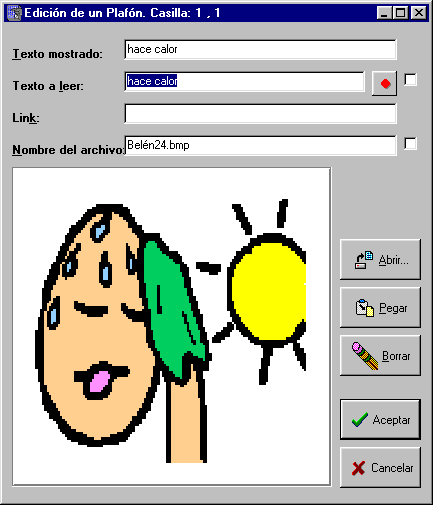 Edición de un Plafón. Casilla: 1 , 1
Texto mostrado: hace calor
Texto a leer: hace calor
Link:
Nombre del archivo: Belén24.bmp
Abrir...
Pegar
Borrar
Aceptar
Cancelar